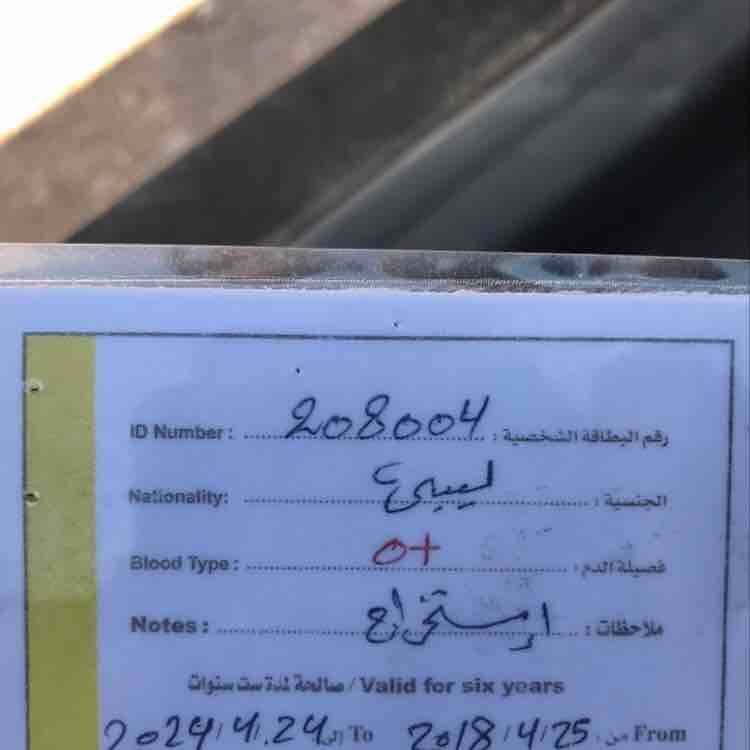 ID Number : 208004 رقم البطاقة الشخصية :
Nationality: ليبي الجنسية :
Blood Type : O+ فصيلة الدم :
Notes : إستخراج ملاحظات :
صالحة لمدة ست سنوات / Valid for six years
2024/4/24 إلى To 2018/4/25 من From